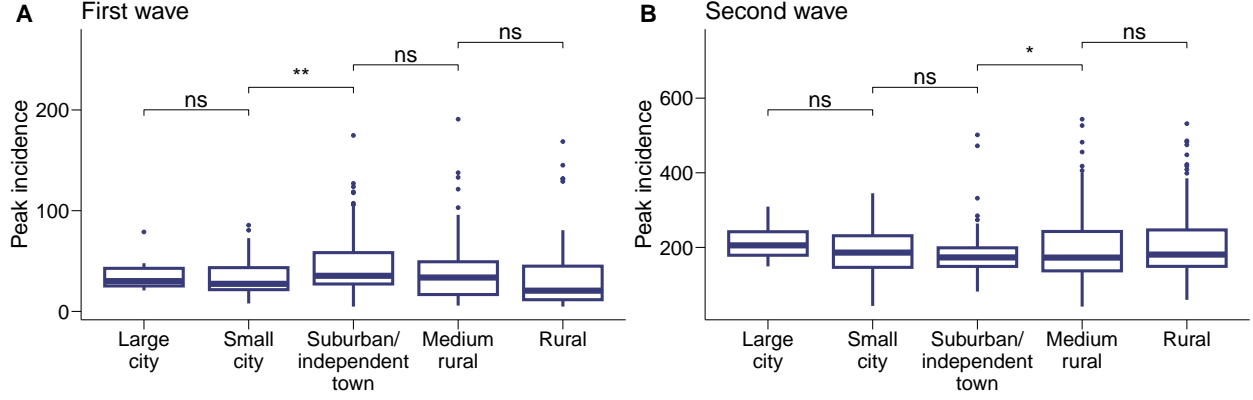 A
First wave
Peak incidence
200
100
0
ns
**
ns
ns
Large
city
Small
city
Suburban/
independent
town
Medium
rural
Rural
B
Second wave
Peak incidence
600
400
200
ns
ns
*
ns
Large
city
Small
city
Suburban/
independent
town
Medium
rural
Rural